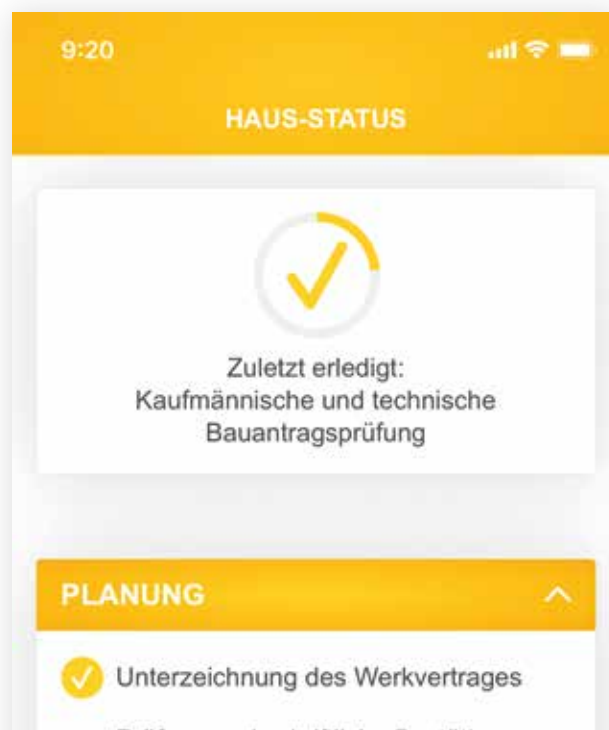 9:20
HAUS-STATUS
Zuletzt erledigt:
Kaufmännische und technische
Bauantragsprüfung
PLANUNG
Unterzeichnung des Werkvertrages